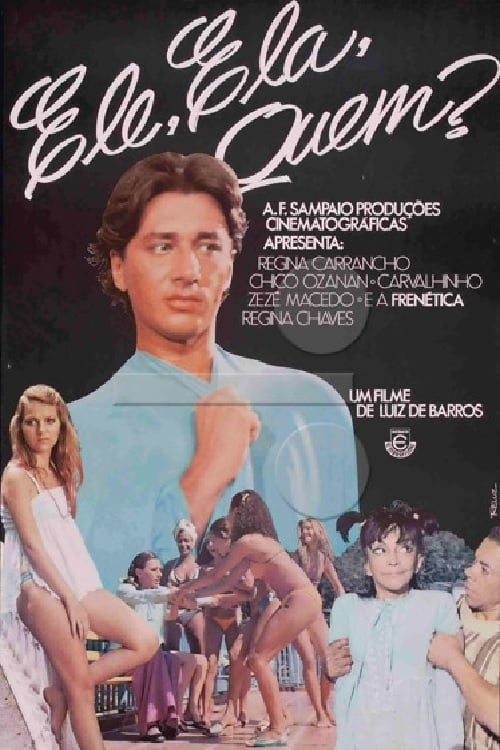 Ele, Ela,
Quem?
A.F. SAMPAIO PRODUÇÕES
CINEMATOGRÁFICAS
APRESENTA:
REGINA CARRANCHO
CHICO OZANAN • CARVALHINHO
ZEZÉ MACEDO • E A FRENÉTICA
REGINA CHAVES
UM FILME
DE LUIZ DE BARROS